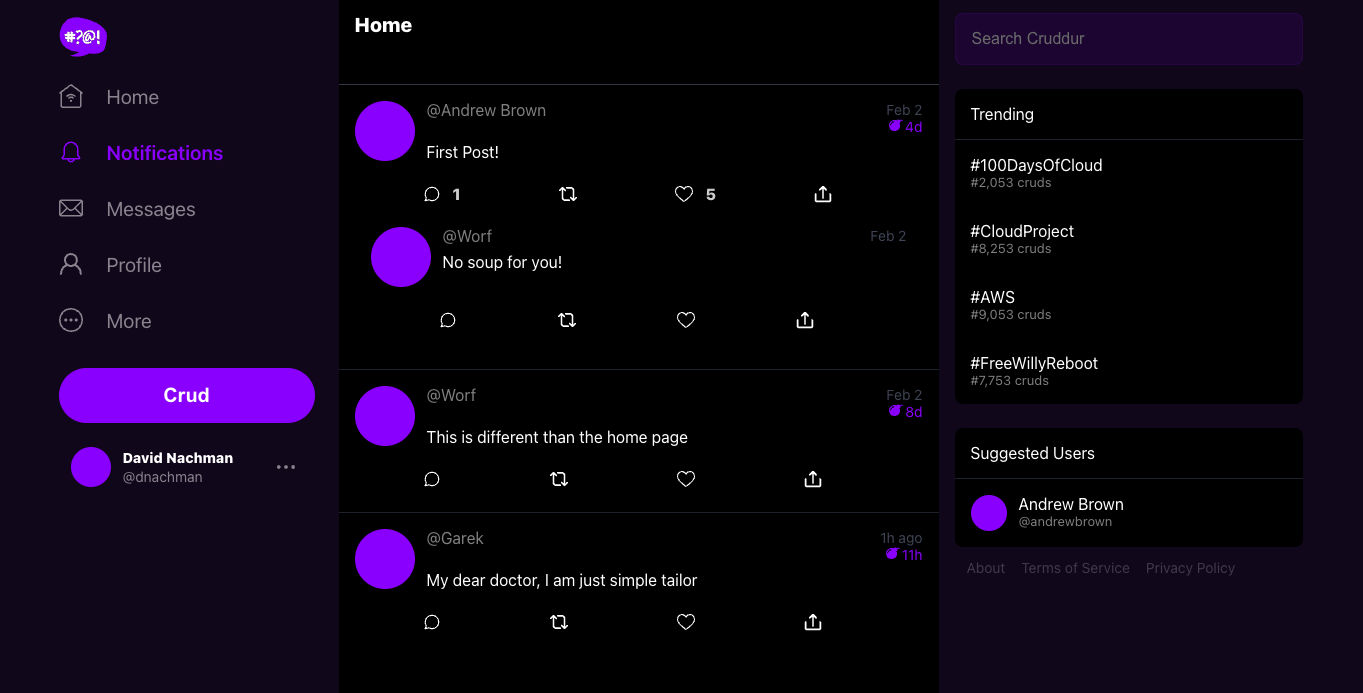 #?@!
Home
Notifications
Messages
Profile
More
Crud
David Nachman
@dnachman
Home
@Andrew Brown
Feb 2
4d
First Post!
1
5
@Worf
Feb 2
No soup for you!
@Worf
Feb 2
8d
This is different than the home page
@Garek
1h ago
11h
My dear doctor, I am just simple tailor
Search Cruddur
Trending
#100DaysOfCloud
#2,053 cruds
#CloudProject
#8,253 cruds
#AWS
#9,053 cruds
#FreeWillyReboot
#7,753 cruds
Suggested Users
Andrew Brown
@andrewbrown
About Terms of Service Privacy Policy